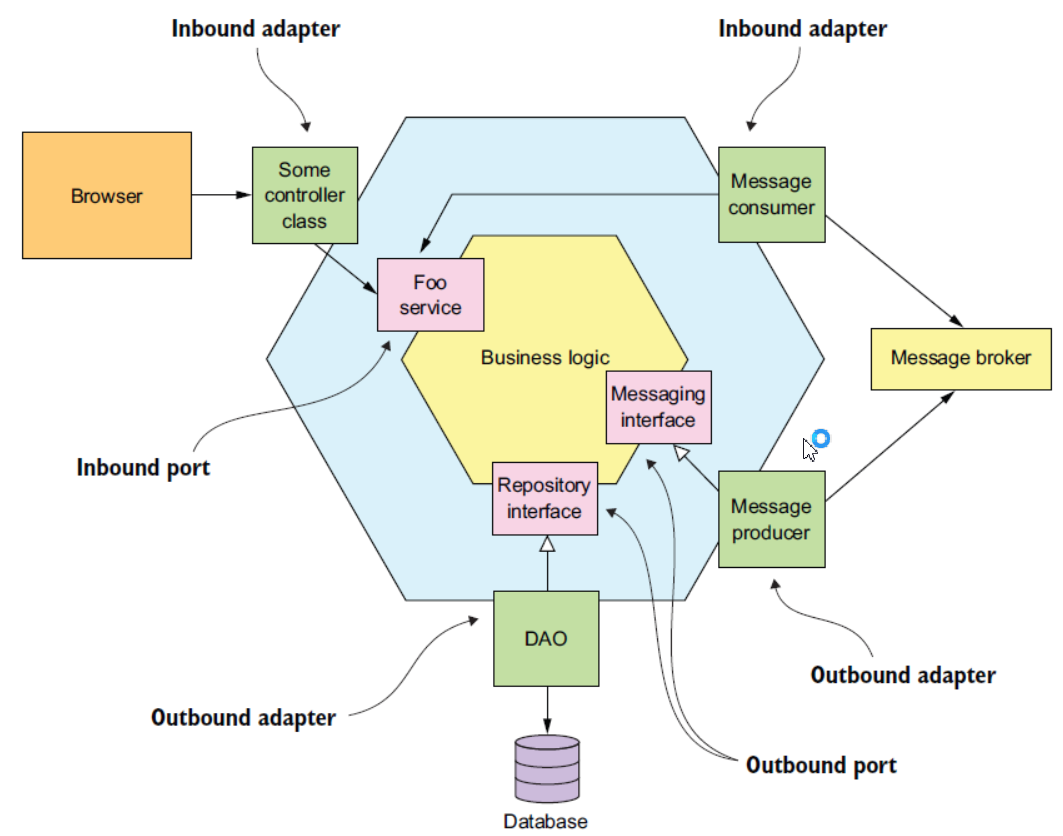 Inbound adapter
Inbound adapter
Browser
Some
controller
class
Message
consumer
Foo
service
Business logic
Message broker
Messaging
interface
Inbound port
Repository
interface
Message
producer
DAO
Outbound adapter
Outbound adapter
Outbound port
Database